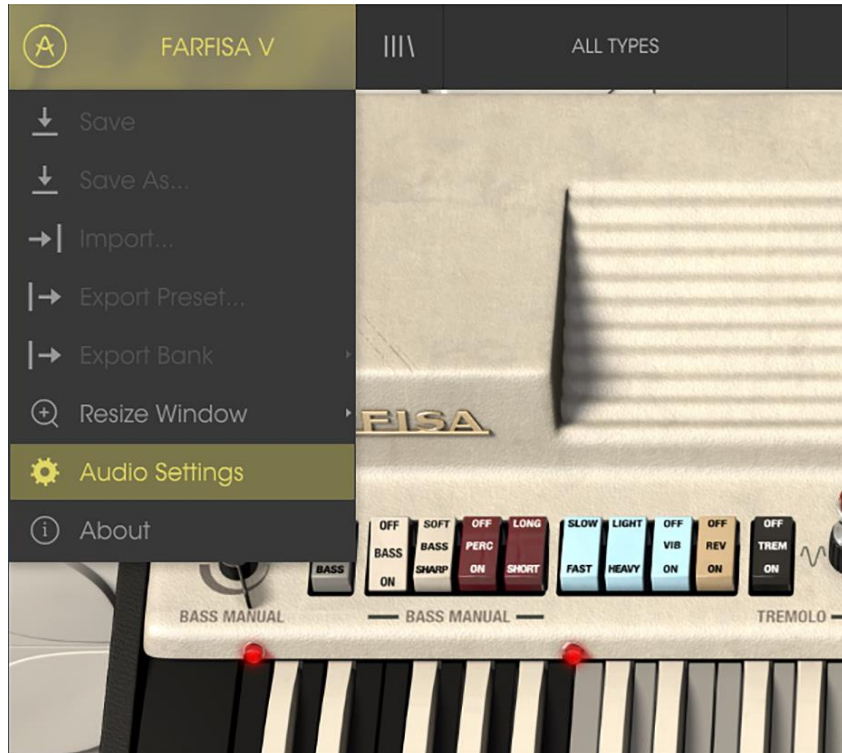 FARFISA V
ALL TYPES
Save
Save As...
Import...
Export Preset...
Export Bank
Resize Window
Audio Settings
About
FISA
BASS
OFF BASS ON
SOFT BASS SHARP
OFF PERC ON
LONG SHORT
SLOW FAST
LIGHT HEAVY
OFF VIB ON
OFF REV ON
OFF TREM ON
BASS MANUAL
BASS MANUAL
TREMOLO